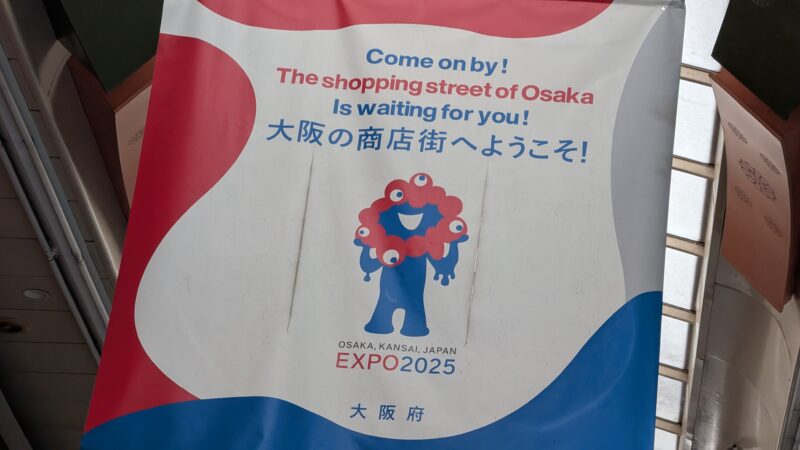 Come on by!
The shopping street of Osaka
Is waiting for you!
大阪の商店街へようこそ!
OSAKA, KANSAI, JAPAN
EXPO2025
大阪府